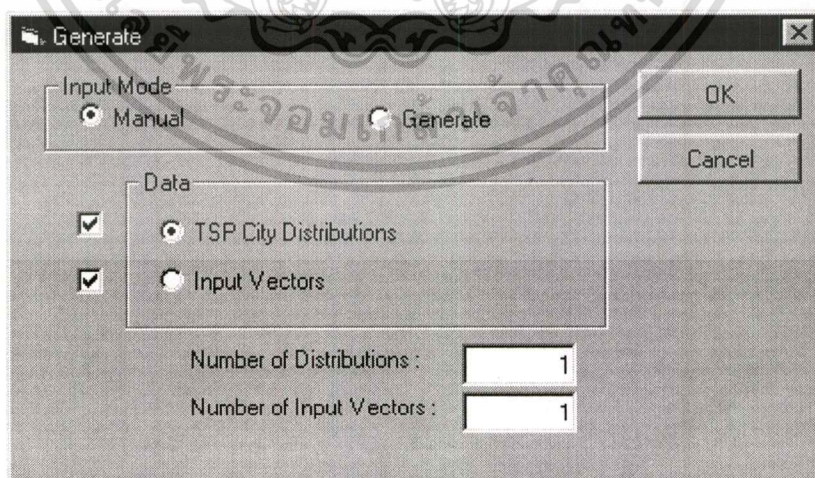 Generate
Input Mode
Manual
Generate
OK
Cancel
Data
TSP City Distributions
Input Vectors
Number of Distributions : 1
Number of Input Vectors : 1